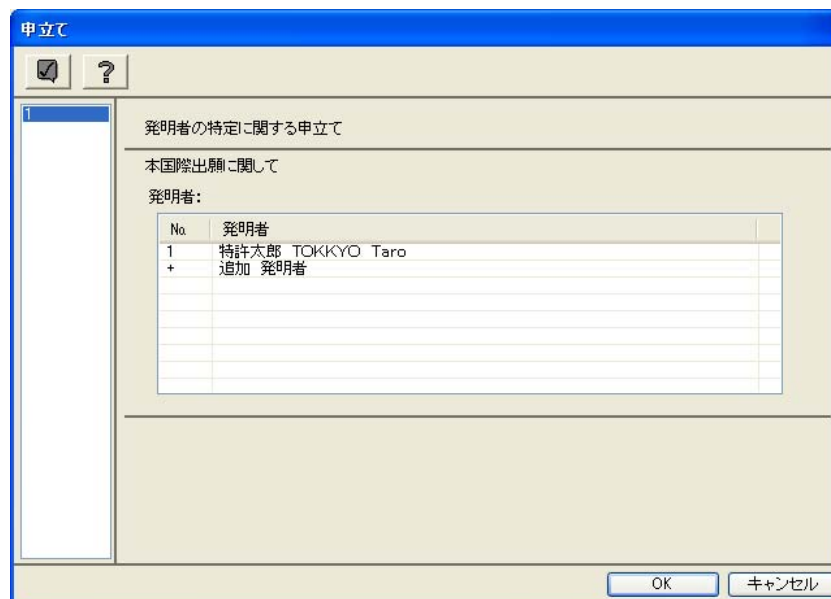 申立て
?
1
発明者の特定に関する申立て
本国際出願に関して
発明者:
No. 発明者
1 特許太郎 TOKKYO Taro
+ 追加 発明者
OK キャンセル